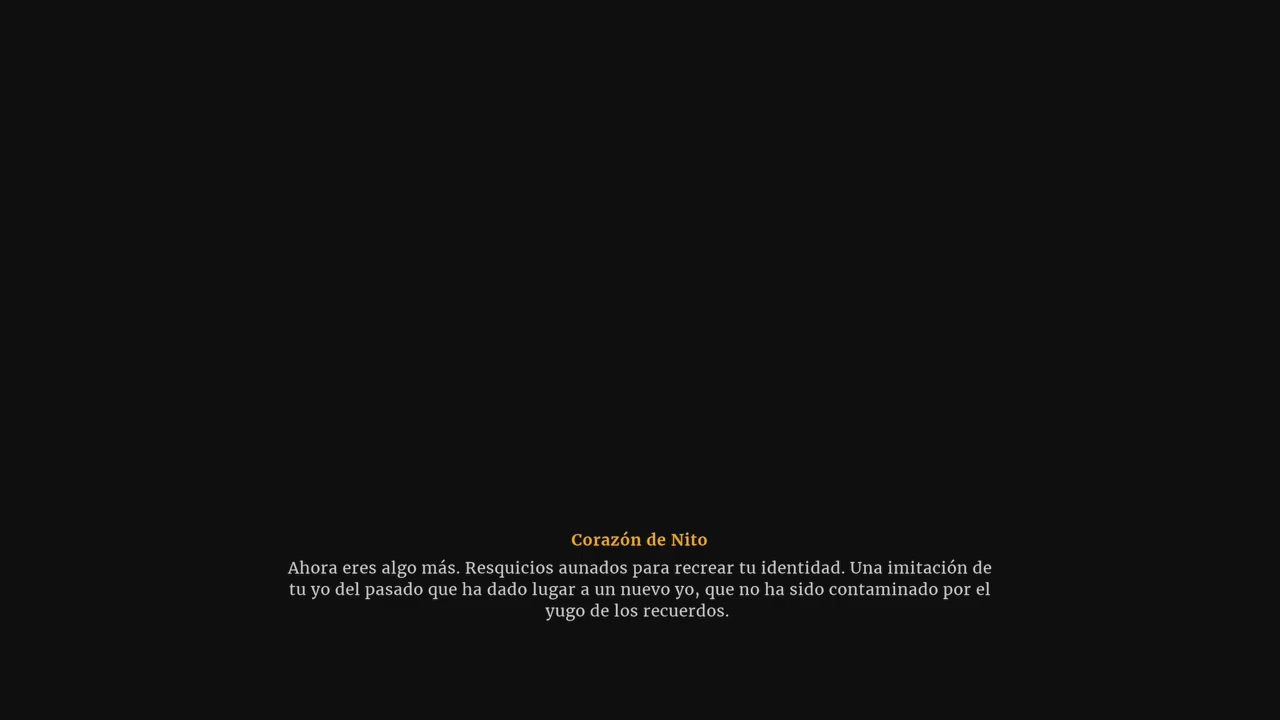 Corazón de Nito
Ahora eres algo más. Resquicios aunados para recrear tu identidad. Una imitación de
tu yo del pasado que ha dado lugar a un nuevo yo, que no ha sido contaminado por el
yugo de los recuerdos.